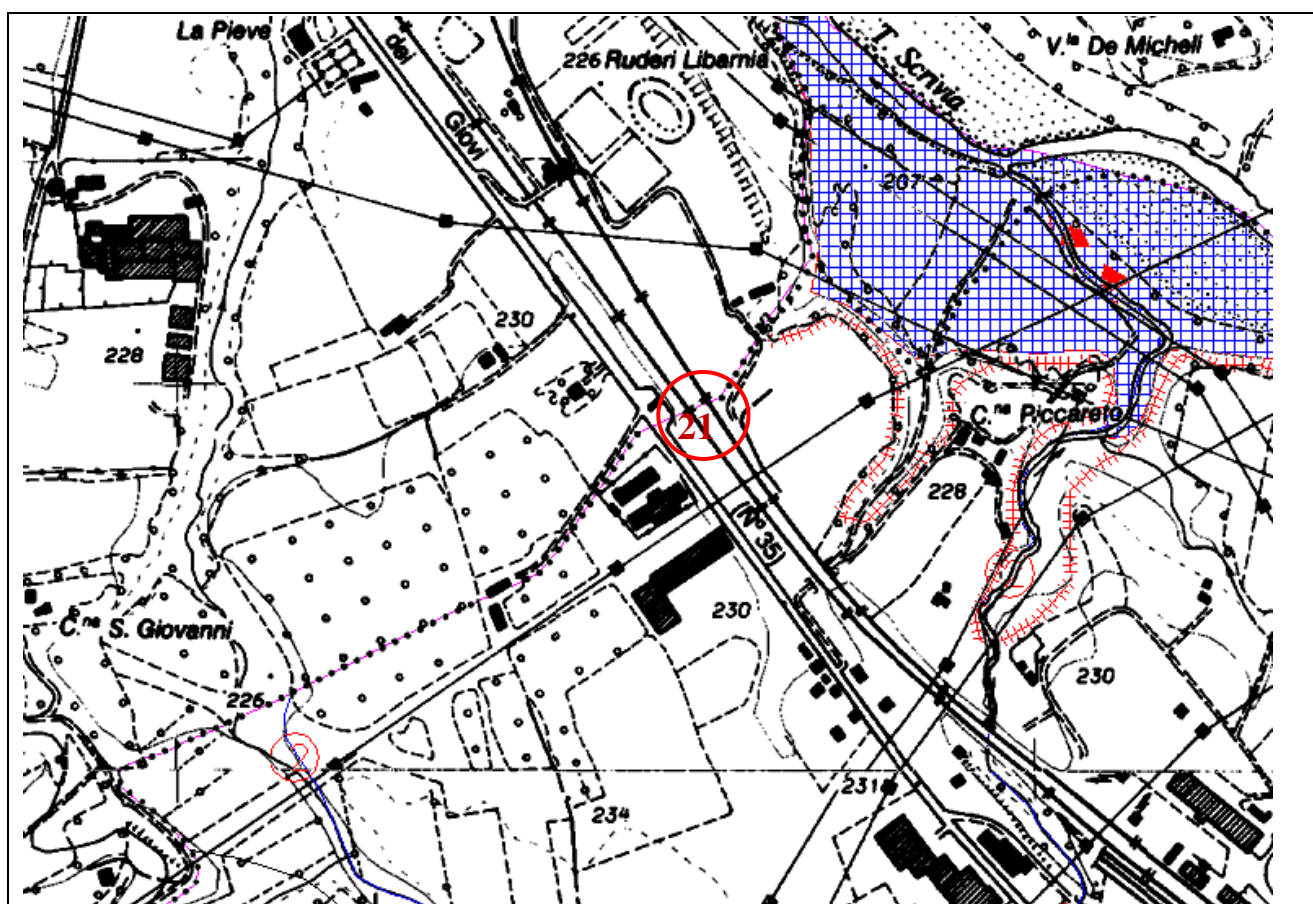 La Pieve
dei
Giovi
226 Ruderi Libarnia
T. Scrivia
V.la De Micheli
207
230
228
21
C.na Piccareto
228
(No 35)
230
C.na S. Giovanni
226
230
231
234